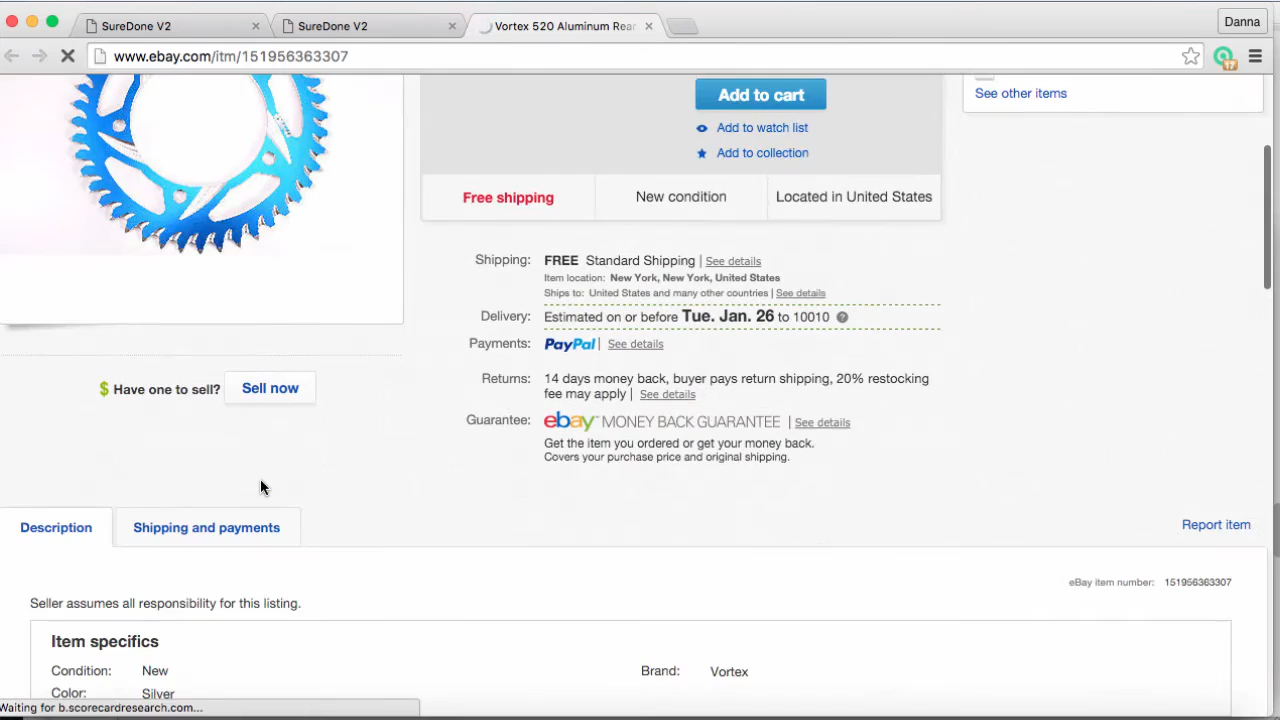 SureDone V2
SureDone V2
Vortex 520 Aluminum Rear
Danna
www.ebay.com/itm/151956363307
17
Add to cart
Add to watch list
Add to collection
See other items
Free shipping
New condition
Located in United States
Shipping: FREE Standard Shipping | See details
Item location: New York, New York, United States
Ships to: United States and many other countries | See details
Delivery: Estimated on or before Tue. Jan. 26 to 10010 ?
Payments: PayPal | See details
Returns: 14 days money back, buyer pays return shipping, 20% restocking
fee may apply | See details
Guarantee: ebay MONEY BACK GUARANTEE | See details
Get the item you ordered or get your money back.
Covers your purchase price and original shipping.
$ Have one to sell? Sell now
Description
Shipping and payments
Report item
eBay item number: 151956363307
Seller assumes all responsibility for this listing.
Item specifics
Condition: New
Brand: Vortex
Color: Silver
Waiting for b.scorecardresearch.com...